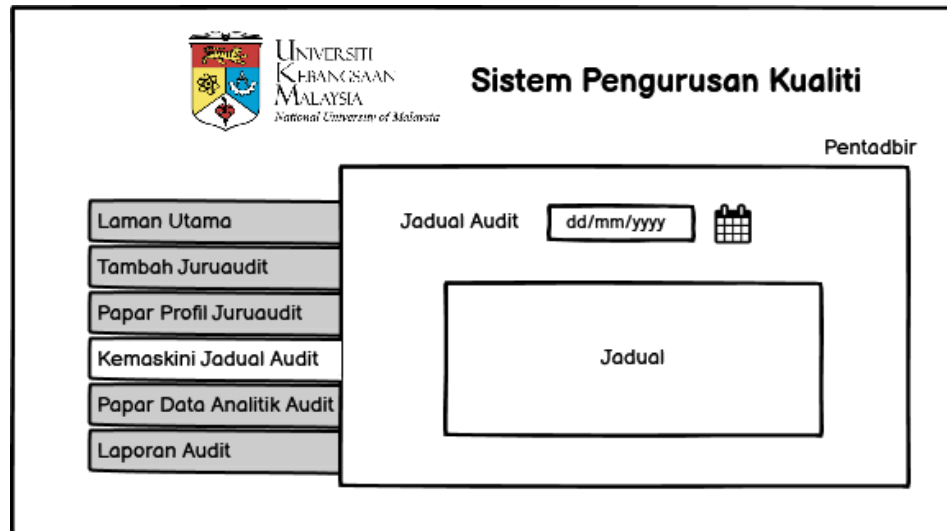 UNIVERSITI
KEBANGSAAN
MALAYSIA
National University of Malaysia
Sistem Pengurusan Kualiti
Pentadbir
Laman Utama
Tambah Juruaudit
Papar Profil Juruaudit
Kemaskini Jadual Audit
Papar Data Analitik Audit
Laporan Audit
Jadual Audit dd/mm/yyyy
Jadual